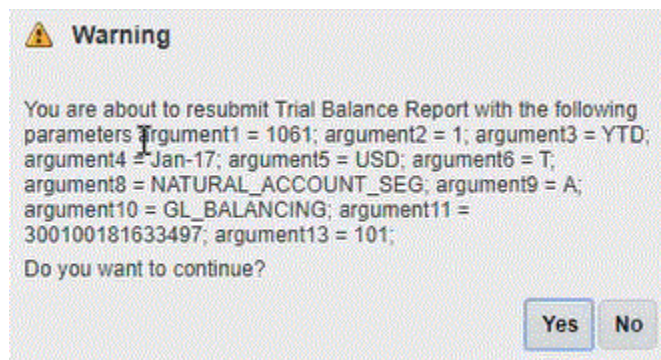 Warning
You are about to resubmit Trial Balance Report with the following
parameters argument1 = 1061; argument2 = 1; argument3 = YTD;
argument4 = Jan-17; argument5 = USD; argument6 = T;
argument8 = NATURAL_ACCOUNT_SEG; argument9 = A;
argument10 = GL_BALANCING; argument11 =
300100181633497; argument13 = 101;
Do you want to continue?
Yes No